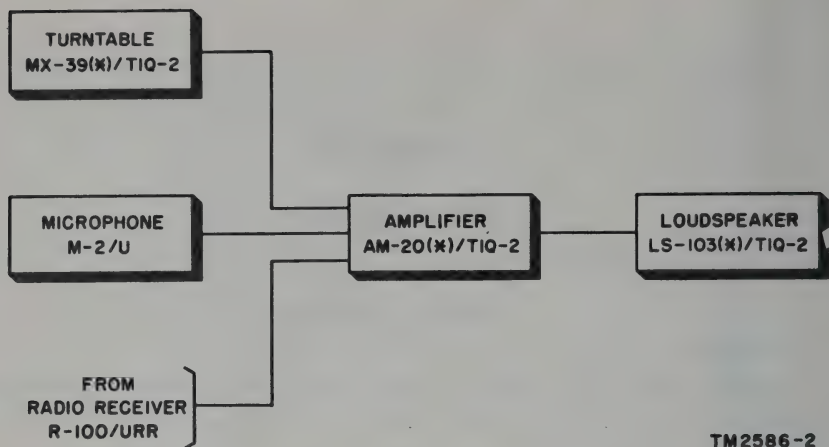 TURNTABLE
MX-39(*)/TIQ-2
MICROPHONE
M-2/U
FROM
RADIO RECEIVER
R-100/URR
AMPLIFIER
AM-20(*)/TIQ-2
LOUDSPEAKER
LS-103(*)/TIQ-2
TM2586-2